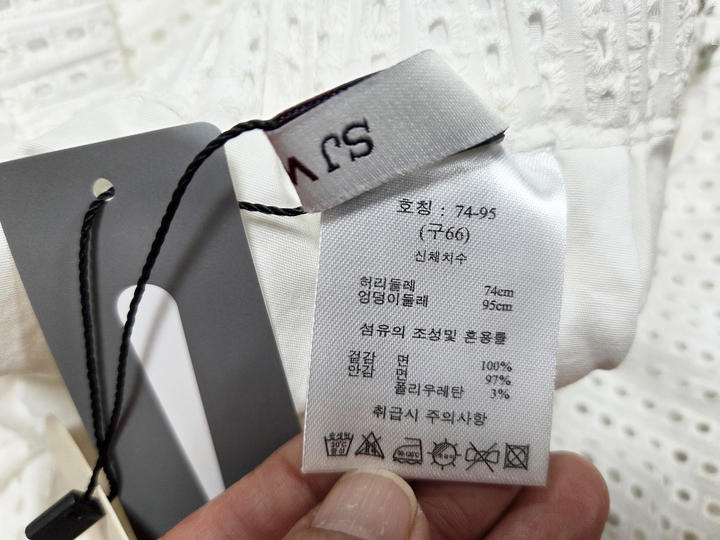 SJ
호칭 : 74-95
(구66)
신체치수
허리둘레 74cm
엉덩이둘레 95cm
섬유의 조성및 혼용률
겉감 면 100%
안감 면 97%
폴리우레탄 3%
취급시 주의사항